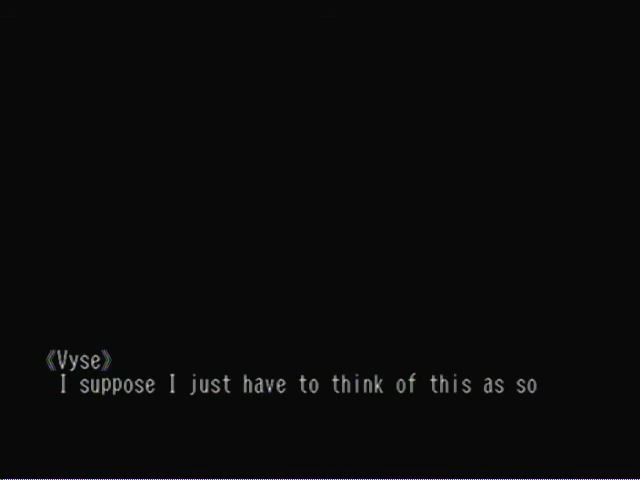 《Vyse》
I suppose I just have to think of this as so